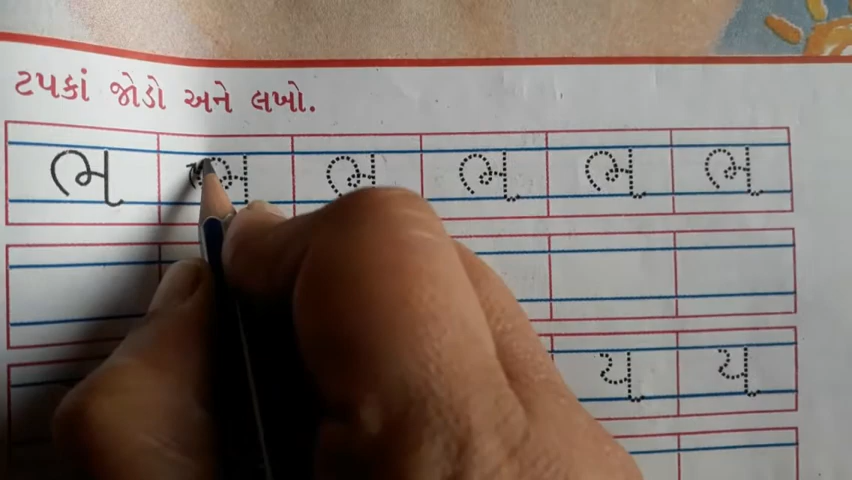 ટપકાં જોડો અને લખો.
ભ ભ ભ ભ ભ ભ
ય ય